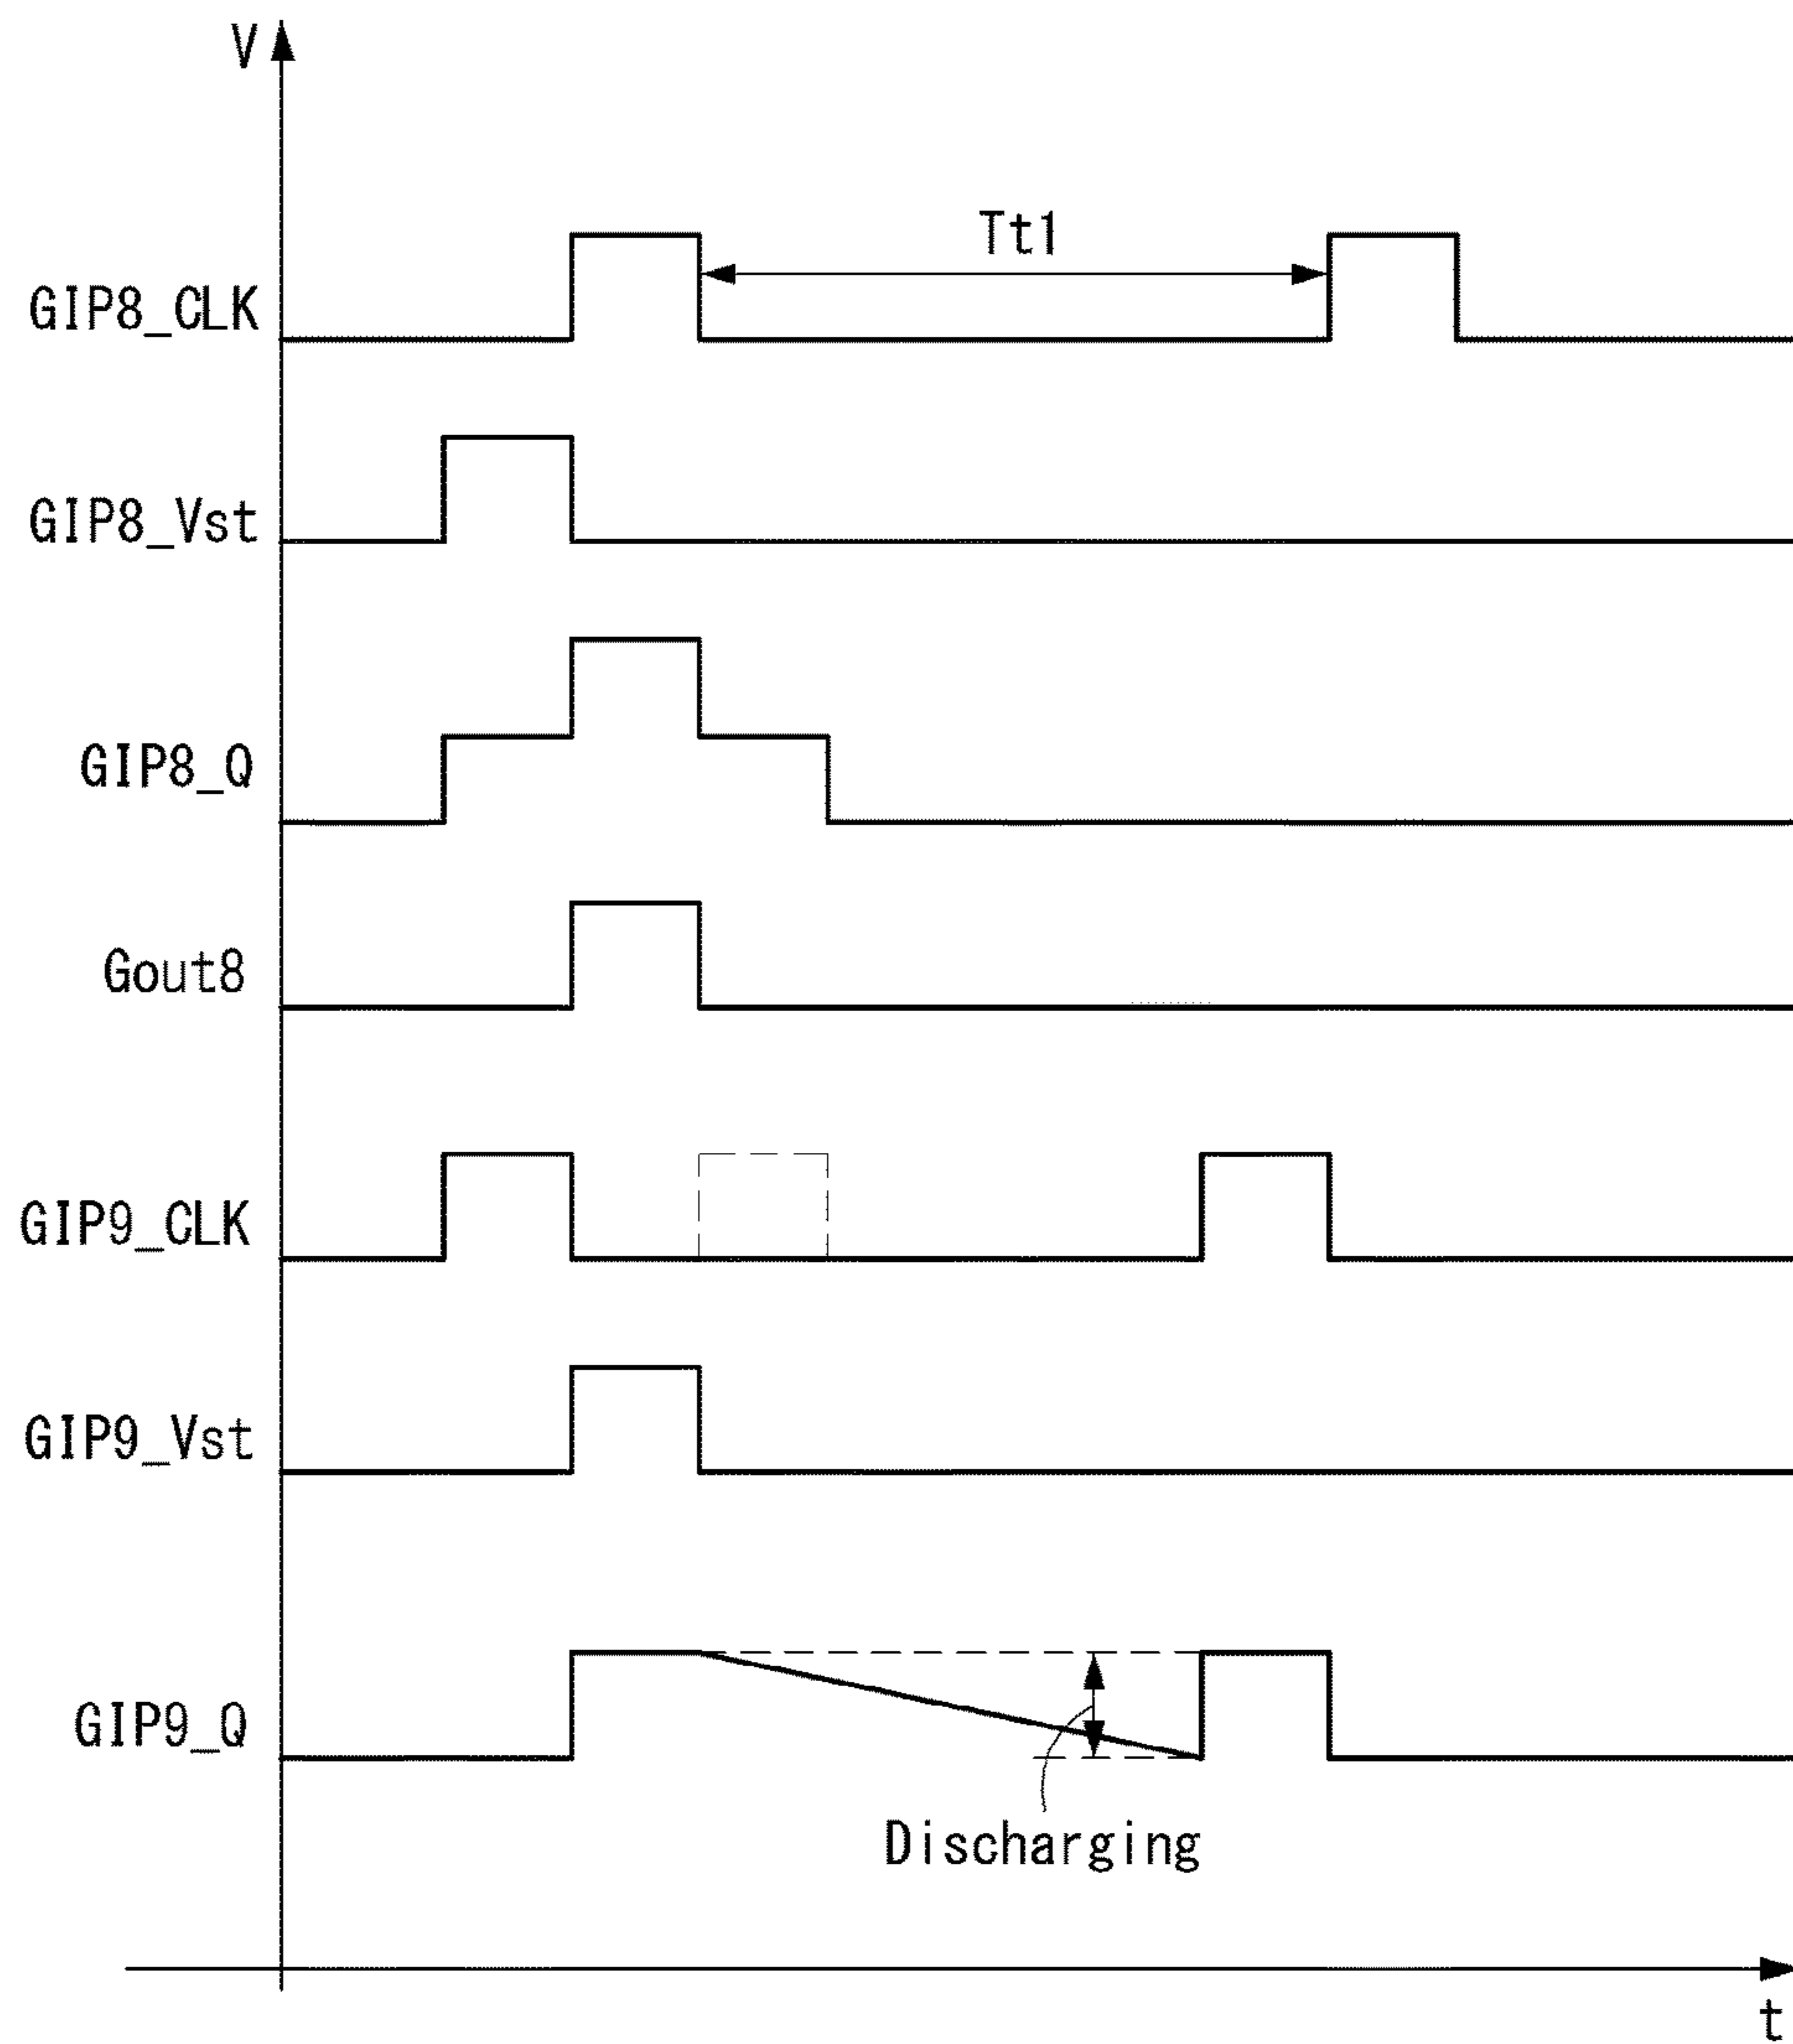 V
Tt1
GIP8_CLK
GIP8_Vst
GIP8_Q
Gout8
GIP9_CLK
GIP9_Vst
GIP9_Q
Discharging
t